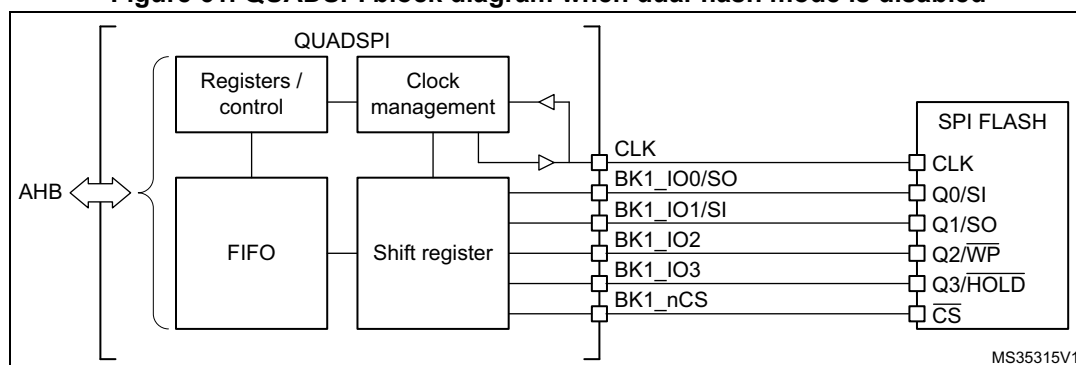 Figure 61. QUADSPI block diagram when dual flash mode is disabled
QUADSPI
Registers /
control
Clock
management
SPI FLASH
AHB
FIFO
Shift register
CLK
BK1_IO0/SO
BK1_IO1/SI
BK1_IO2
BK1_IO3
BK1_nCS
CLK
Q0/SI
Q1/SO
Q2/WP
Q3/HOLD
CS
MS35315V1